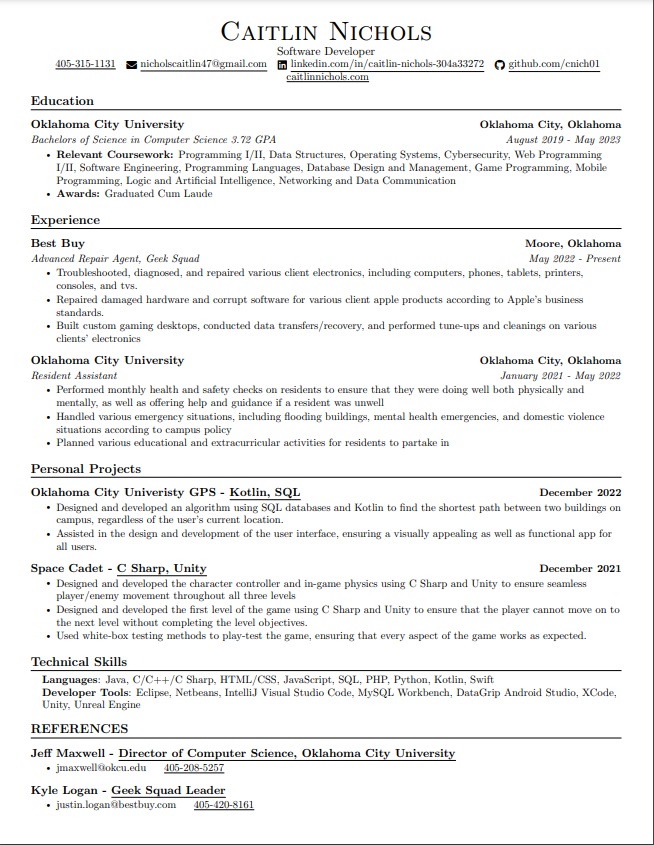 Caitlin Nichols
Software Developer
405-315-1131 nicholscaitlin47@gmail.com linkedin.com/in/caitlin-nichols-304a33272 github.com/cnich01
caitlinnichols.com
Education
Oklahoma City University Oklahoma City, Oklahoma
Bachelors of Science in Computer Science 3.72 GPA August 2019 - May 2023
• Relevant Coursework: Programming I/II, Data Structures, Operating Systems, Cybersecurity, Web Programming
I/II, Software Engineering, Programming Languages, Database Design and Management, Game Programming, Mobile
Programming, Logic and Artificial Intelligence, Networking and Data Communication
• Awards: Graduated Cum Laude
Experience
Best Buy Moore, Oklahoma
Advanced Repair Agent, Geek Squad May 2022 - Present
• Troubleshooted, diagnosed, and repaired various client electronics, including computers, phones, tablets, printers,
consoles, and tvs.
• Repaired damaged hardware and corrupt software for various client apple products according to Apple's business
standards.
• Built custom gaming desktops, conducted data transfers/recovery, and performed tune-ups and cleanings on various
clients' electronics
Oklahoma City University Oklahoma City, Oklahoma
Resident Assistant January 2021 - May 2022
• Performed monthly health and safety checks on residents to ensure that they were doing well both physically and
mentally, as well as offering help and guidance if a resident was unwell
• Handled various emergency situations, including flooding buildings, mental health emergencies, and domestic violence
situations according to campus policy
• Planned various educational and extracurricular activities for residents to partake in
Personal Projects
Oklahoma City Univeristy GPS - Kotlin, SQL December 2022
• Designed and developed an algorithm using SQL databases and Kotlin to find the shortest path between two buildings on
campus, regardless of the user's current location.
• Assisted in the design and development of the user interface, ensuring a visually appealing as well as functional app for
all users.
Space Cadet - C Sharp, Unity December 2021
• Designed and developed the character controller and in-game physics using C Sharp and Unity to ensure seamless
player/enemy movement throughout all three levels
• Designed and developed the first level of the game using C Sharp and Unity to ensure that the player cannot move on to
the next level without completing the level objectives.
• Used white-box testing methods to play-test the game, ensuring that every aspect of the game works as expected.
Technical Skills
Languages: Java, C/C++/C Sharp, HTML/CSS, JavaScript, SQL, PHP, Python, Kotlin, Swift
Developer Tools: Eclipse, Netbeans, IntelliJ Visual Studio Code, MySQL Workbench, DataGrip Android Studio, XCode,
Unity, Unreal Engine
REFERENCES
Jeff Maxwell - Director of Computer Science, Oklahoma City University
• jmaxwell@okcu.edu 405-208-5257
Kyle Logan - Geek Squad Leader
• justin.logan@bestbuy.com 405-420-8161